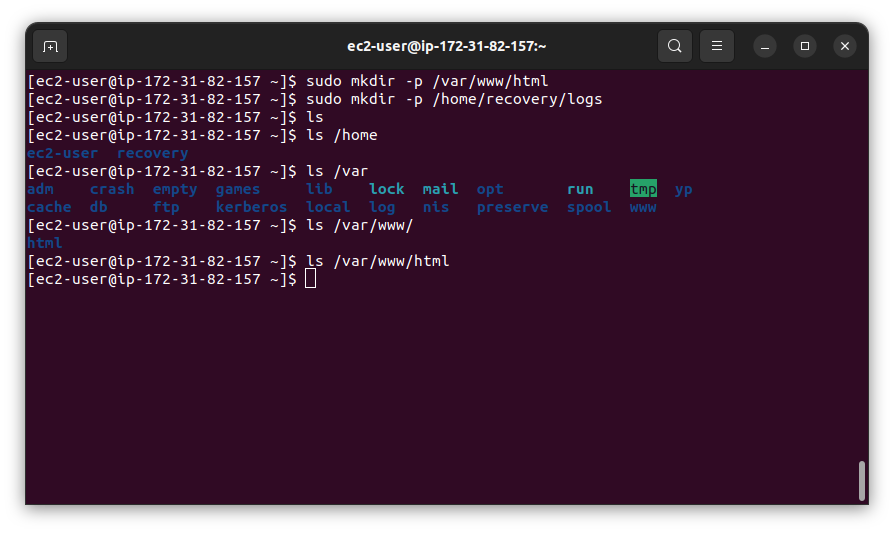 ec2-user@ip-172-31-82-157:~
[ec2-user@ip-172-31-82-157 ~]$ sudo mkdir -p /var/www/html
[ec2-user@ip-172-31-82-157 ~]$ sudo mkdir -p /home/recovery/logs
[ec2-user@ip-172-31-82-157 ~]$ ls
[ec2-user@ip-172-31-82-157 ~]$ ls /home
ec2-user  recovery
[ec2-user@ip-172-31-82-157 ~]$ ls /var
adm    crash  empty  games     lib    lock  mail  opt       run    tmp  yp
cache  db     ftp    kerberos  local  log   nis   preserve  spool  www
[ec2-user@ip-172-31-82-157 ~]$ ls /var/www/
html
[ec2-user@ip-172-31-82-157 ~]$ ls /var/www/html
[ec2-user@ip-172-31-82-157 ~]$